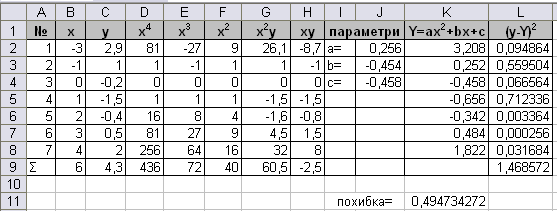 A B C D E F G H I J K L
1 № x y x⁴ x³ x² x²y xy параметри Y=ax²+bx+c (y-Y)²
2 1 -3 2,9 81 -27 9 26,1 -8,7 a= 0,256 3,208 0,094864
3 2 -1 1 1 -1 1 1 -1 b= -0,454 0,252 0,559504
4 3 0 -0,2 0 0 0 0 0 c= -0,458 -0,458 0,066564
5 4 1 -1,5 1 1 1 -1,5 -1,5 -0,656 0,712336
6 5 2 -0,4 16 8 4 -1,6 -0,8 -0,342 0,003364
7 6 3 0,5 81 27 9 4,5 1,5 0,484 0,000256
8 7 4 2 256 64 16 32 8 1,822 0,031684
9 Σ 6 4,3 436 72 40 60,5 -2,5 1,468572
10
11 похибка= 0,494734272